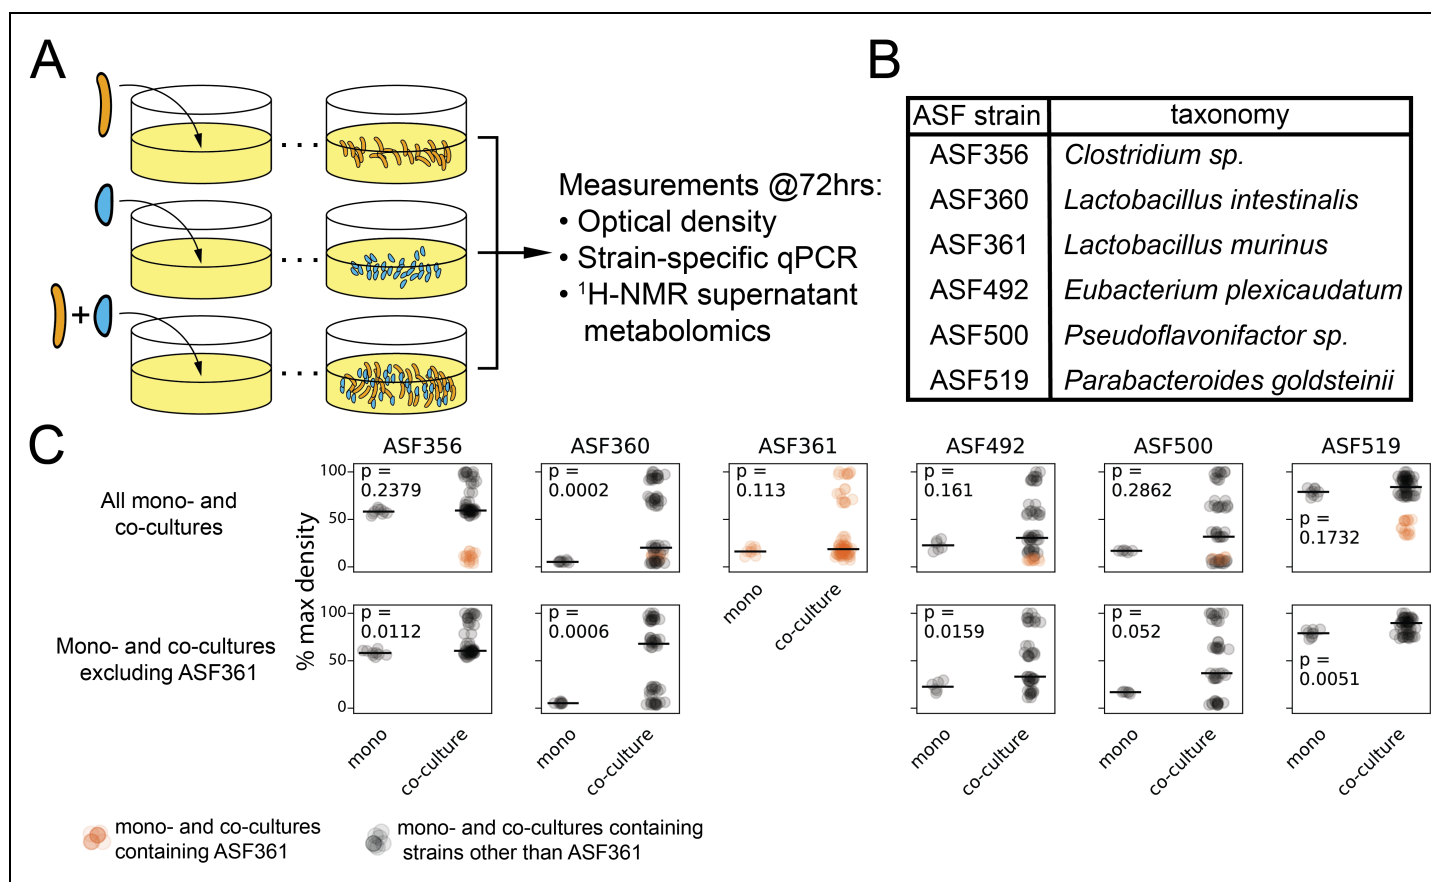 A
Measurements @72hrs:
• Optical density
• Strain-specific qPCR
• ¹H-NMR supernatant
metabolomics
+
B
ASF strain taxonomy
ASF356 Clostridium sp.
ASF360 Lactobacillus intestinalis
ASF361 Lactobacillus murinus
ASF492 Eubacterium plexicaudatum
ASF500 Pseudoflavonifactor sp.
ASF519 Parabacteroides goldsteinii
C
ASF356 ASF360 ASF361 ASF492 ASF500 ASF519
All mono- and
co-cultures
% max density
100
50
0
p =
0.2379
p =
0.0002
p =
0.113
p =
0.161
p =
0.2862
p =
0.1732
mono co-culture
Mono- and co-cultures
excluding ASF361
100
50
0
p =
0.0112
p =
0.0006
p =
0.0159
p =
0.052
p =
0.0051
mono co-culture mono co-culture mono co-culture mono co-culture mono co-culture
mono- and co-cultures
containing ASF361
mono- and co-cultures containing
strains other than ASF361